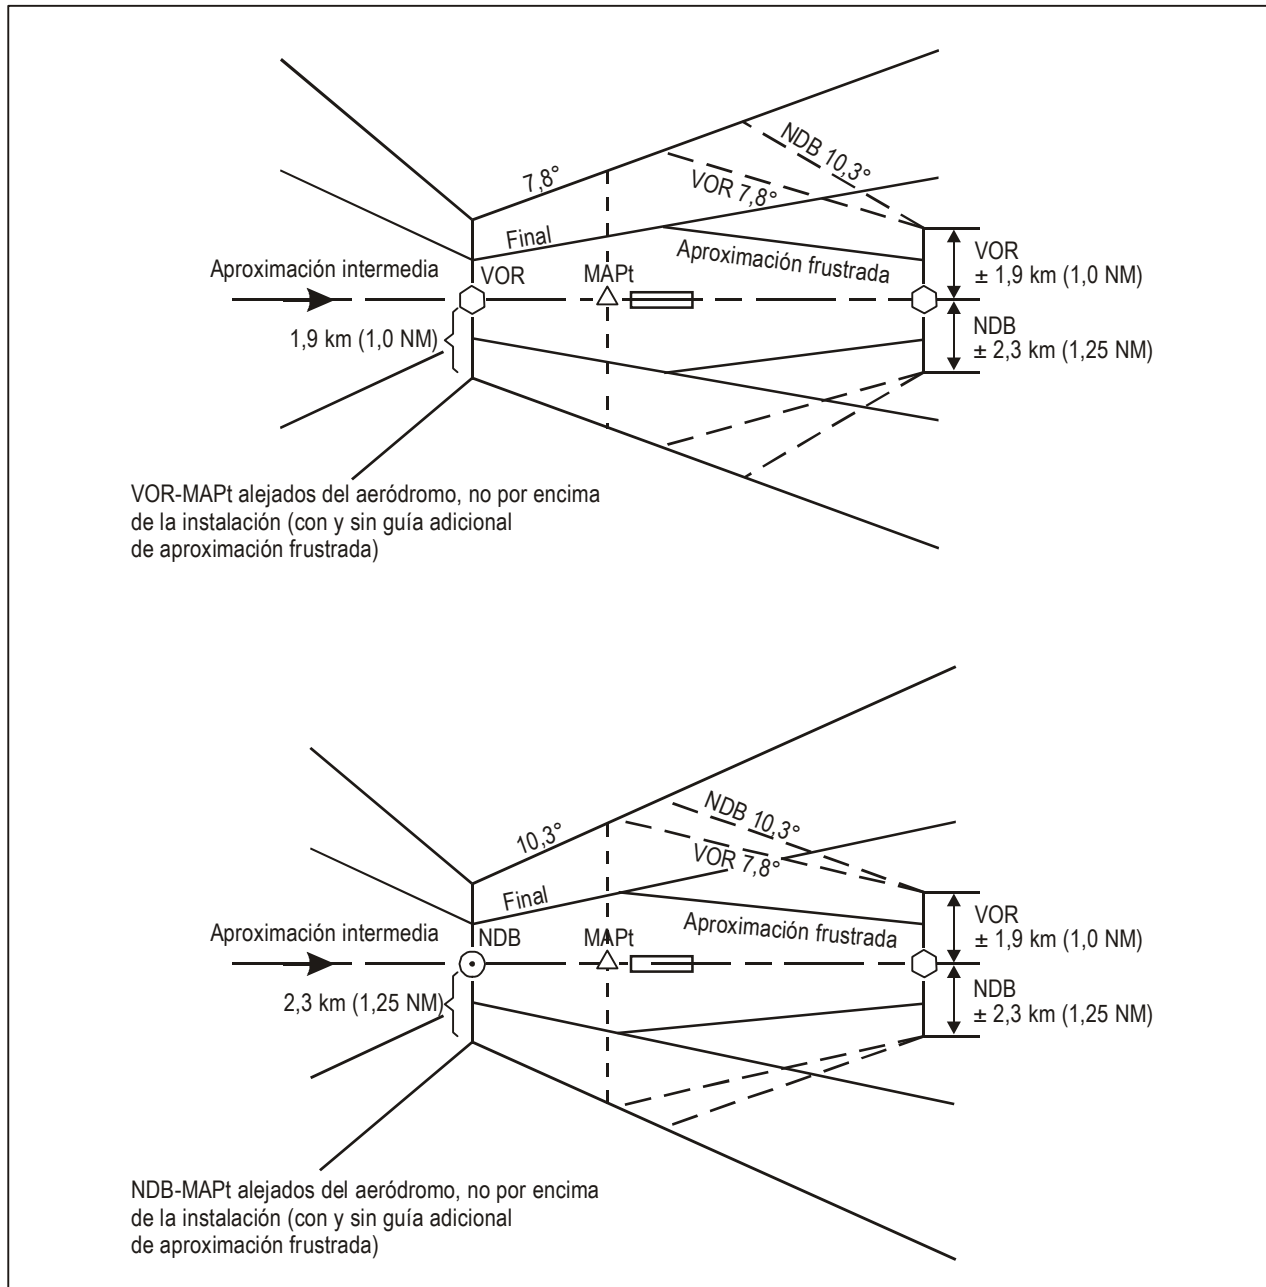 NDB 10,3°
7,8°
VOR 7,8°
Final
Aproximación frustrada
Aproximación intermedia
VOR
MAPt
VOR
± 1,9 km (1,0 NM)
1,9 km (1,0 NM)
NDB
± 2,3 km (1,25 NM)
VOR-MAPt alejados del aeródromo, no por encima
de la instalación (con y sin guía adicional
de aproximación frustrada)
NDB 10,3°
10,3°
VOR 7,8°
Final
Aproximación frustrada
Aproximación intermedia
NDB
MAPt
VOR
± 1,9 km (1,0 NM)
2,3 km (1,25 NM)
NDB
± 2,3 km (1,25 NM)
NDB-MAPt alejados del aeródromo, no por encima
de la instalación (con y sin guía adicional
de aproximación frustrada)